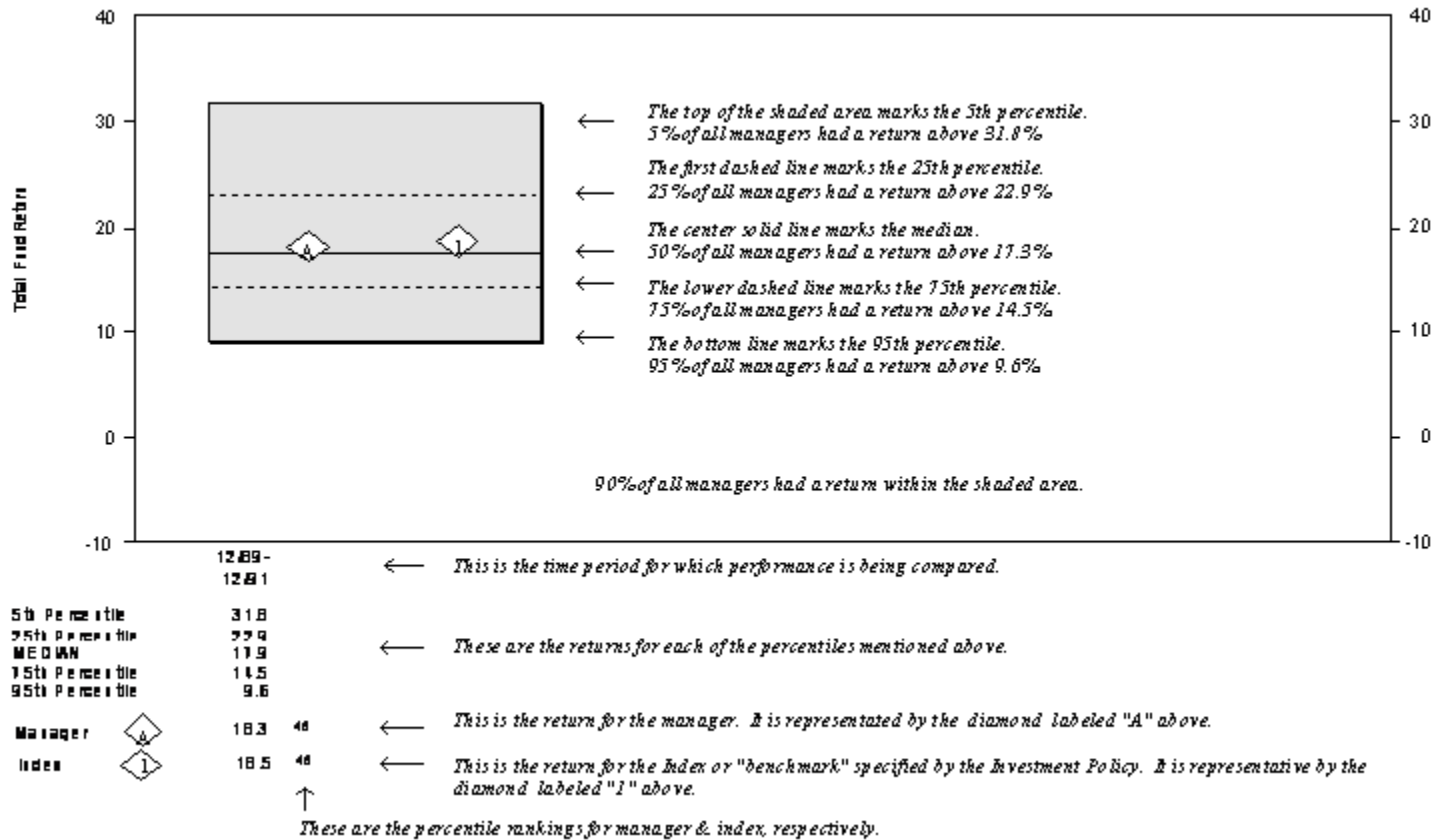 40
40
30
30
20
20
10
10
0
0
-10
-10
Total Fund Return
The top of the shaded area marks the 5th percentile.
5% of all managers had a return above 31.8%
The first dashed line marks the 25th percentile.
25% of all managers had a return above 22.9%
The center solid line marks the median.
50% of all managers had a return above 17.3%
The lower dashed line marks the 75th percentile.
75% of all managers had a return above 14.5%
The bottom line marks the 95th percentile.
95% of all managers had a return above 9.6%
A
1
90% of all managers had a return within the shaded area.
12/89 -
12/91
This is the time period for which performance is being compared.
5th Percentile 31.8
25th Percentile 22.9
MEDIAN 17.9
75th Percentile 14.5
95th Percentile 9.6
These are the returns for each of the percentiles mentioned above.
Manager A 18.3
This is the return for the manager. It is representated by the diamond labeled "A" above.
Index 1 18.5
This is the return for the Index or "benchmark" specified by the Investment Policy. It is representative by the
diamond labeled "1" above.
These are the percentile rankings for manager & index, respectively.